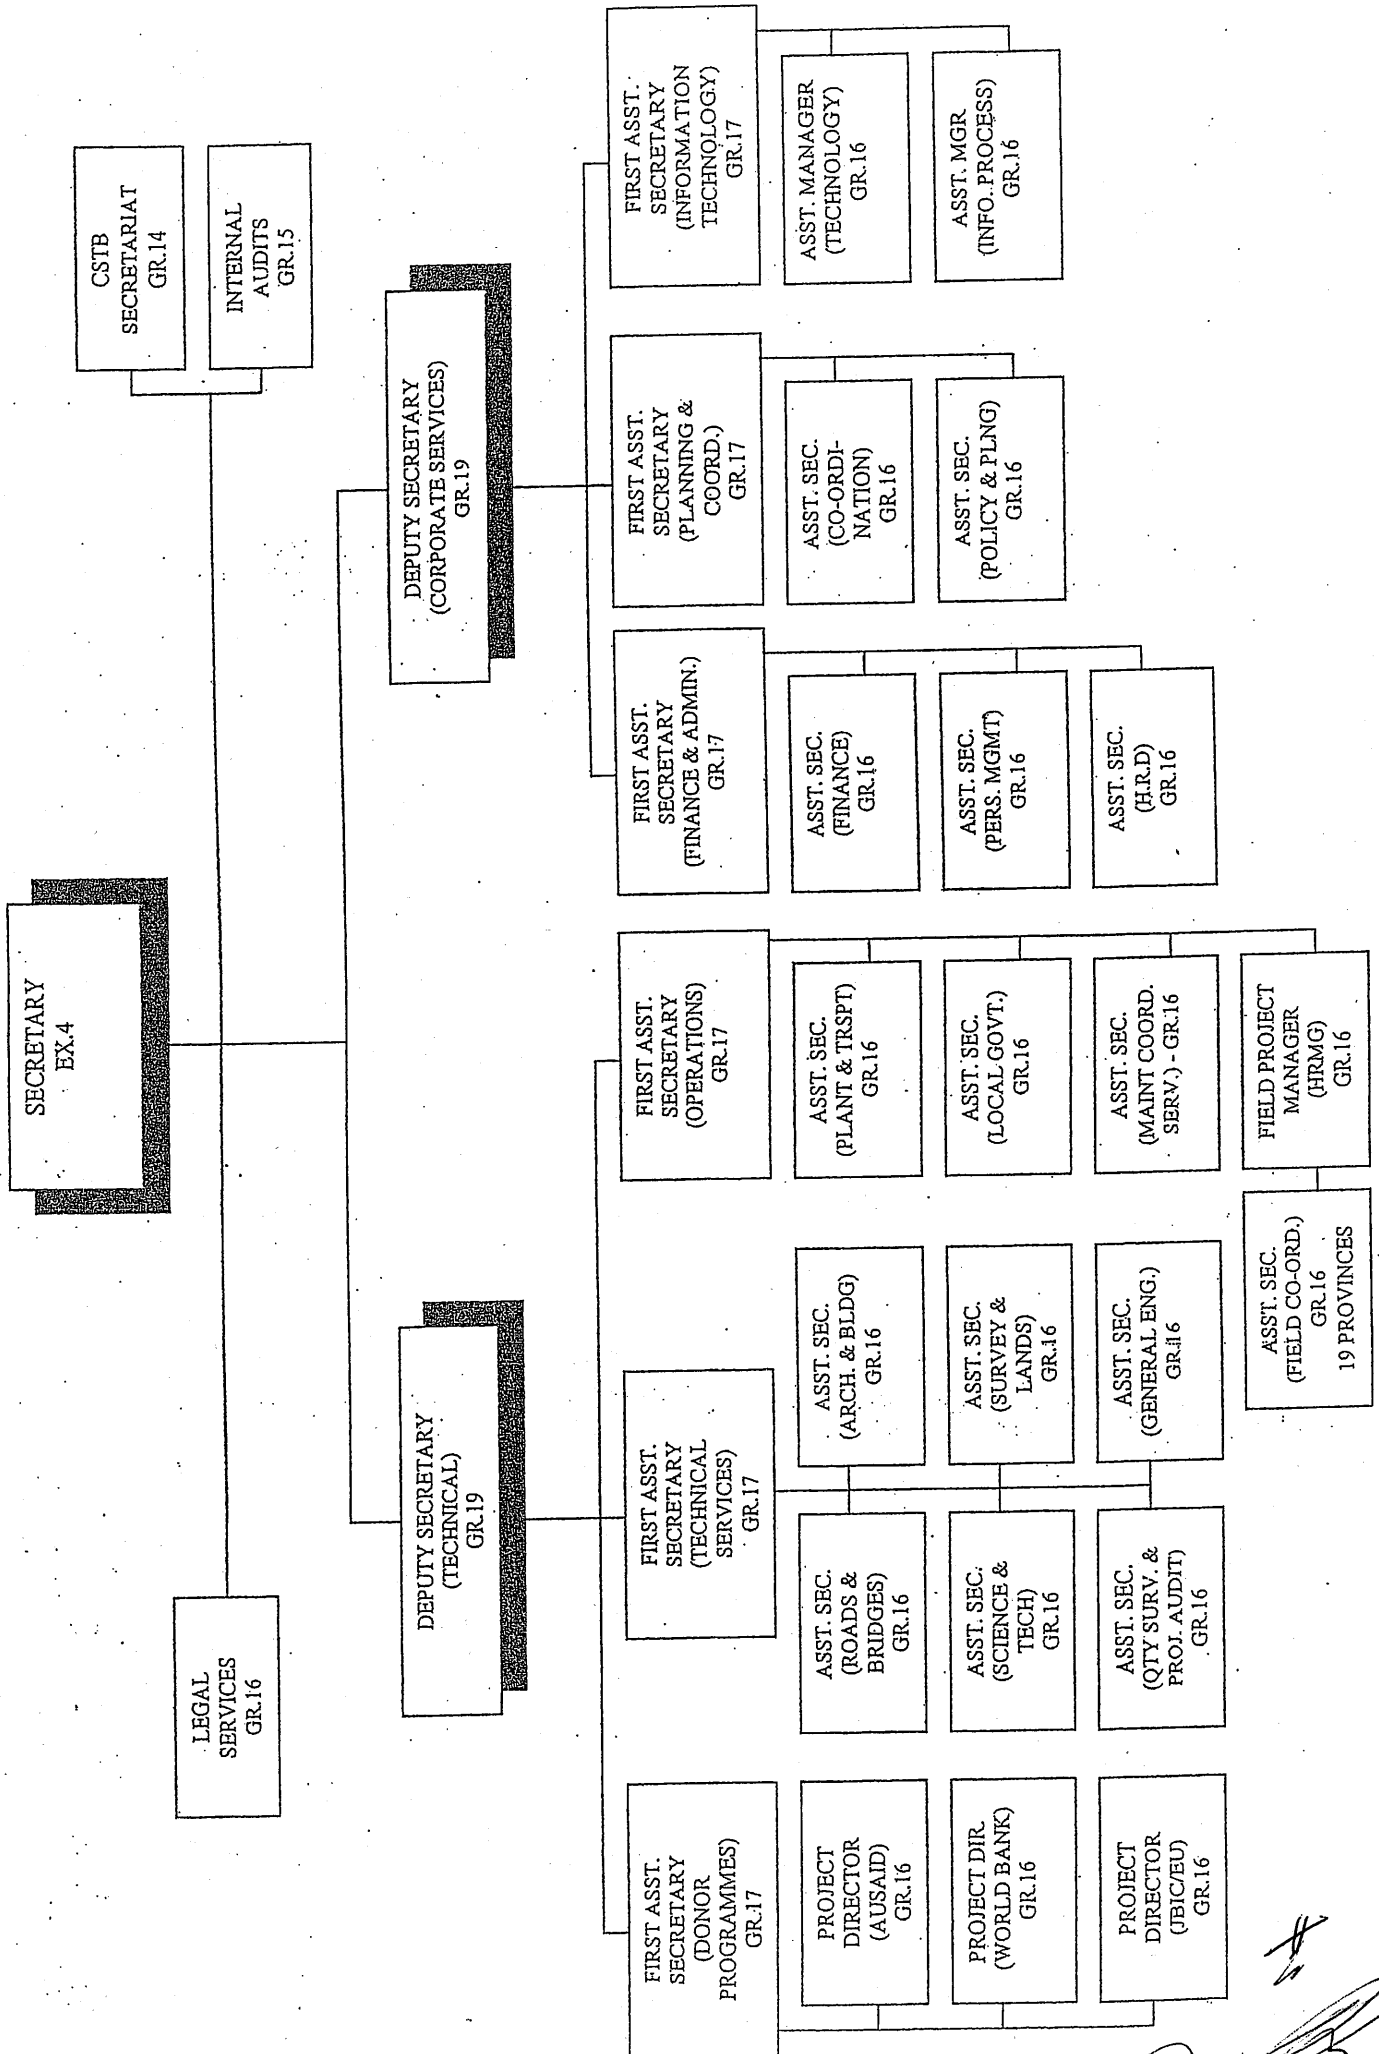 SECRETARY
EX.4
LEGAL
SERVICES
GR.16
CSTB
SECRETARIAT
GR.14
INTERNAL
AUDITS
GR.15
DEPUTY SECRETARY
(TECHNICAL)
GR.19
DEPUTY SECRETARY
(CORPORATE SERVICES)
GR.19
FIRST ASST.
SECRETARY
(DONOR
PROGRAMMES)
GR.17
PROJECT
DIRECTOR
(AUSAID)
GR.16
PROJECT DIR.
(WORLD BANK)
GR.16
PROJECT
DIRECTOR
(JBIC/EU)
GR.16
FIRST ASST.
SECRETARY
(TECHNICAL
SERVICES)
GR.17
ASST. SEC.
(ROADS &
BRIDGES)
GR.16
ASST. SEC.
(ARCH. & BLDG)
GR.16
ASST. SEC.
(SCIENCE &
TECH)
GR.16
ASST. SEC.
(SURVEY &
LANDS)
GR.16
ASST. SEC.
(QTY SURV. &
PROJ. AUDIT)
GR.16
ASST. SEC.
(GENERAL ENG.)
GR.16
FIRST ASST.
SECRETARY
(OPERATIONS)
GR.17
ASST. SEC.
(PLANT & TRSPT)
GR.16
ASST. SEC.
(LOCAL GOVT.)
GR.16
ASST. SEC.
(MAINT COORD.
SERV.) - GR.16
FIELD PROJECT
MANAGER
(HRMG)
GR.16
ASST. SEC.
(FIELD CO-ORD.)
GR.16
19 PROVINCES
FIRST ASST.
SECRETARY
(FINANCE & ADMIN.)
GR.17
ASST. SEC.
(FINANCE)
GR.16
ASST. SEC.
(PERS. MGMT)
GR.16
ASST. SEC.
(H.R.D)
GR.16
FIRST ASST.
SECRETARY
(PLANNING &
COORD.)
GR.17
ASST. SEC.
(CO-ORDI-
NATION)
GR.16
ASST. SEC.
(POLICY & PLNG)
GR.16
FIRST ASST.
SECRETARY
(INFORMATION
TECHNOLOGY)
GR.17
ASST. MANAGER
(TECHNOLOGY)
GR.16
ASST. MGR
(INFO. PROCESS)
GR.16